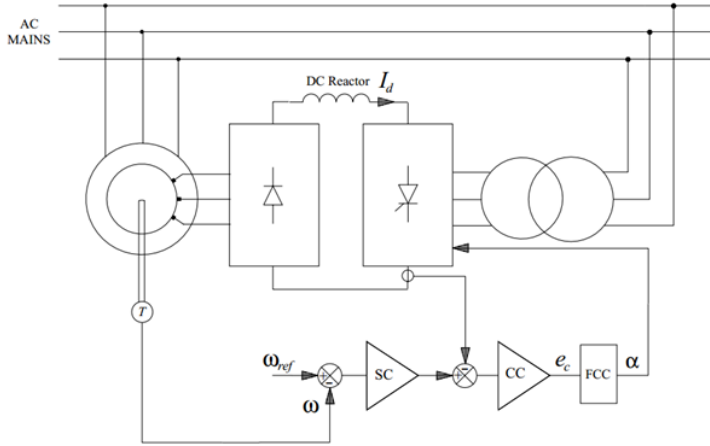 AC
MAINS
DC Reactor
I_d
T
ω_ref
+
−
ω
SC
+
−
CC
e_c
FCC
α